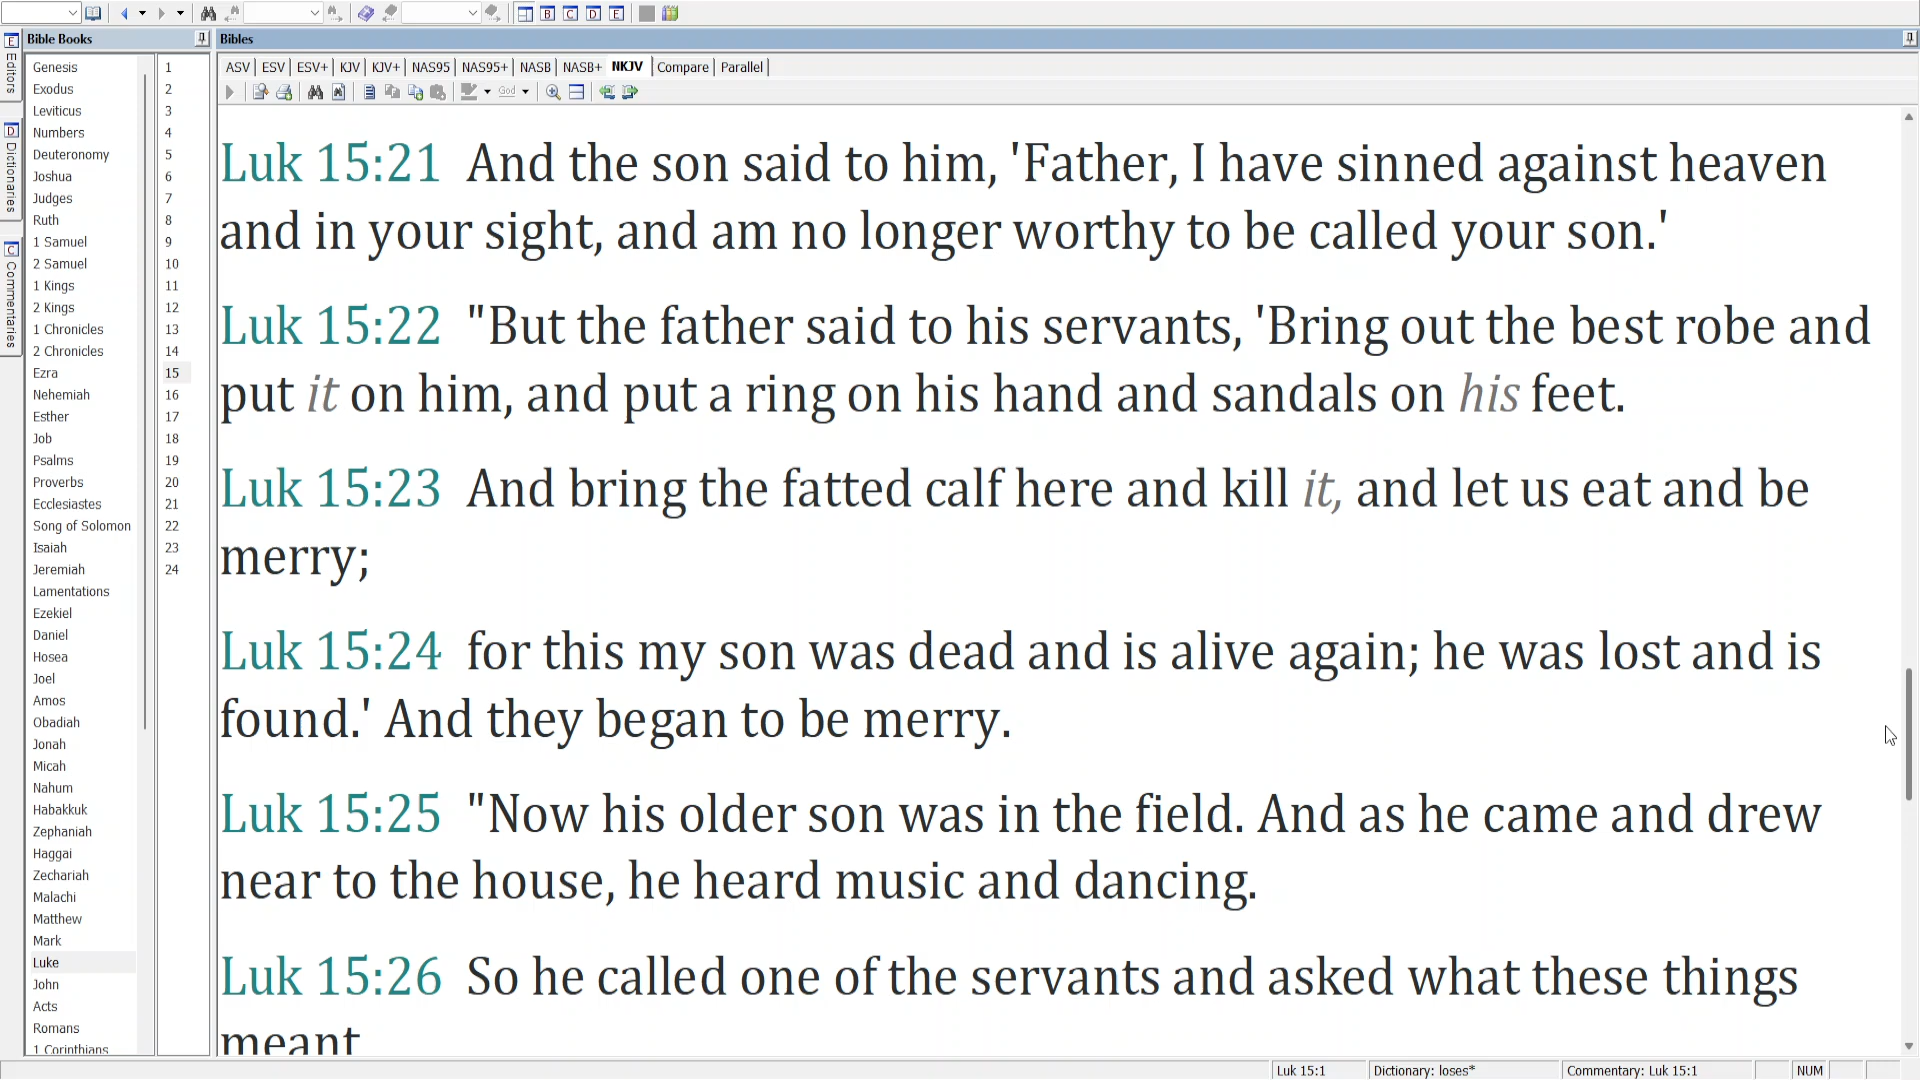 Bible Books
Bibles
E Editors
D Dictionaries
C Commentaries
B C D E
ASV ESV ESV+ KJV KJV+ NAS95 NAS95+ NASB NASB+ NKJV Compare Parallel
God
Genesis
Exodus
Leviticus
Numbers
Deuteronomy
Joshua
Judges
Ruth
1 Samuel
2 Samuel
1 Kings
2 Kings
1 Chronicles
2 Chronicles
Ezra
Nehemiah
Esther
Job
Psalms
Proverbs
Ecclesiastes
Song of Solomon
Isaiah
Jeremiah
Lamentations
Ezekiel
Daniel
Hosea
Joel
Amos
Obadiah
Jonah
Micah
Nahum
Habakkuk
Zephaniah
Haggai
Zechariah
Malachi
Matthew
Mark
Luke
John
Acts
Romans
1 Corinthians
1
2
3
4
5
6
7
8
9
10
11
12
13
14
15
16
17
18
19
20
21
22
23
24
Luk 15:21 And the son said to him, 'Father, I have sinned against heaven
and in your sight, and am no longer worthy to be called your son.'
Luk 15:22 "But the father said to his servants, 'Bring out the best robe and
put it on him, and put a ring on his hand and sandals on his feet.
Luk 15:23 And bring the fatted calf here and kill it, and let us eat and be
merry;
Luk 15:24 for this my son was dead and is alive again; he was lost and is
found.' And they began to be merry.
Luk 15:25 "Now his older son was in the field. And as he came and drew
near to the house, he heard music and dancing.
Luk 15:26 So he called one of the servants and asked what these things
meant
Luk 15:1 Dictionary: loses* Commentary: Luk 15:1 NUM